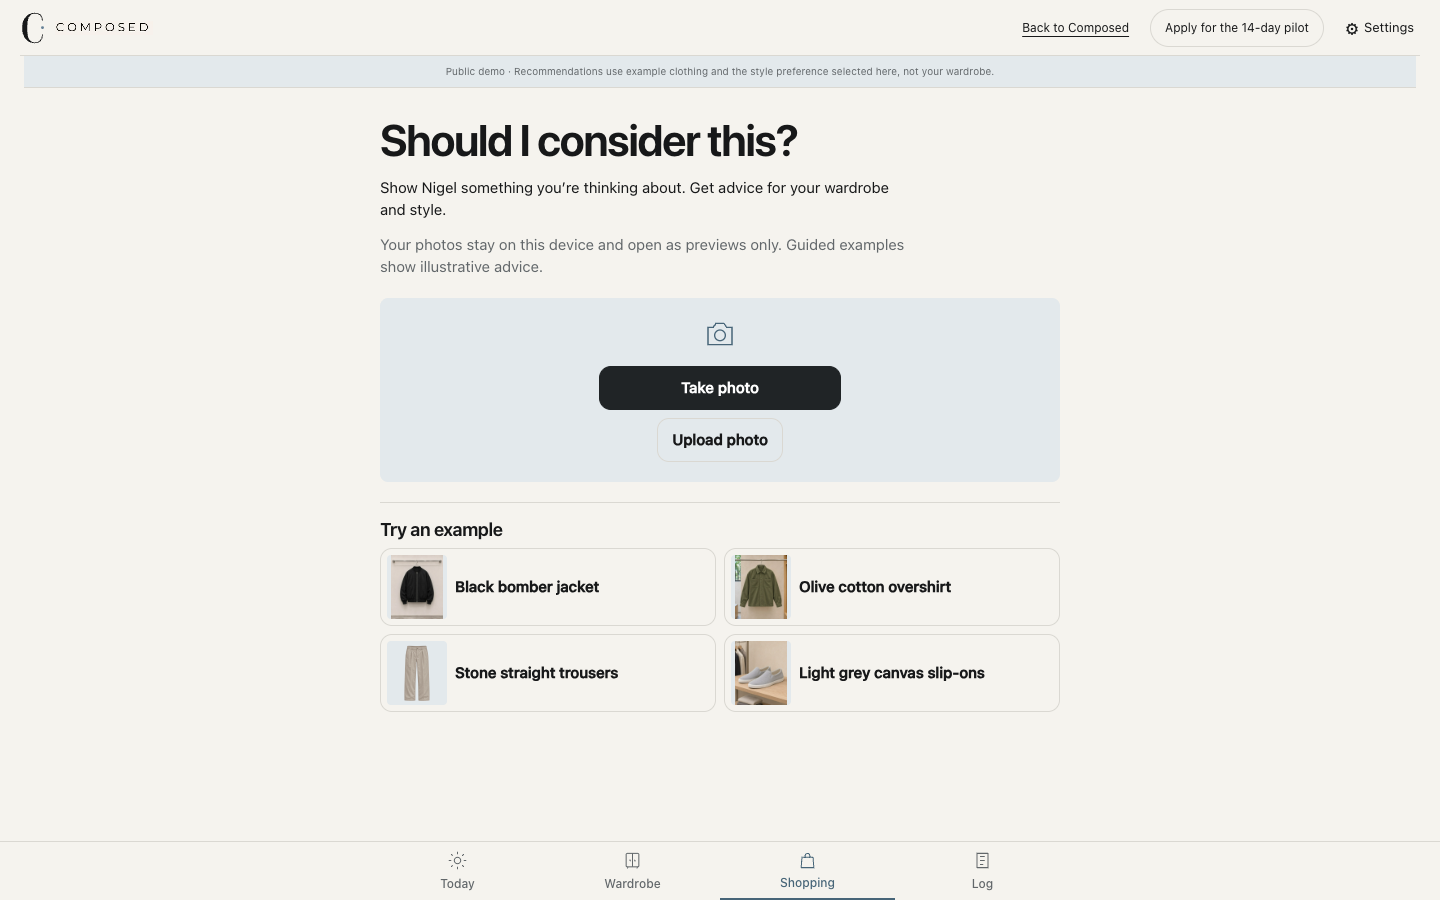 C COMPOSED
Back to Composed
Apply for the 14-day pilot
Settings
Public demo · Recommendations use example clothing and the style preference selected here, not your wardrobe.
Should I consider this?
Show Nigel something you’re thinking about. Get advice for your wardrobe
and style.
Your photos stay on this device and open as previews only. Guided examples
show illustrative advice.
Take photo
Upload photo
Try an example
Black bomber jacket
Olive cotton overshirt
Stone straight trousers
Light grey canvas slip-ons
Today
Wardrobe
Shopping
Log